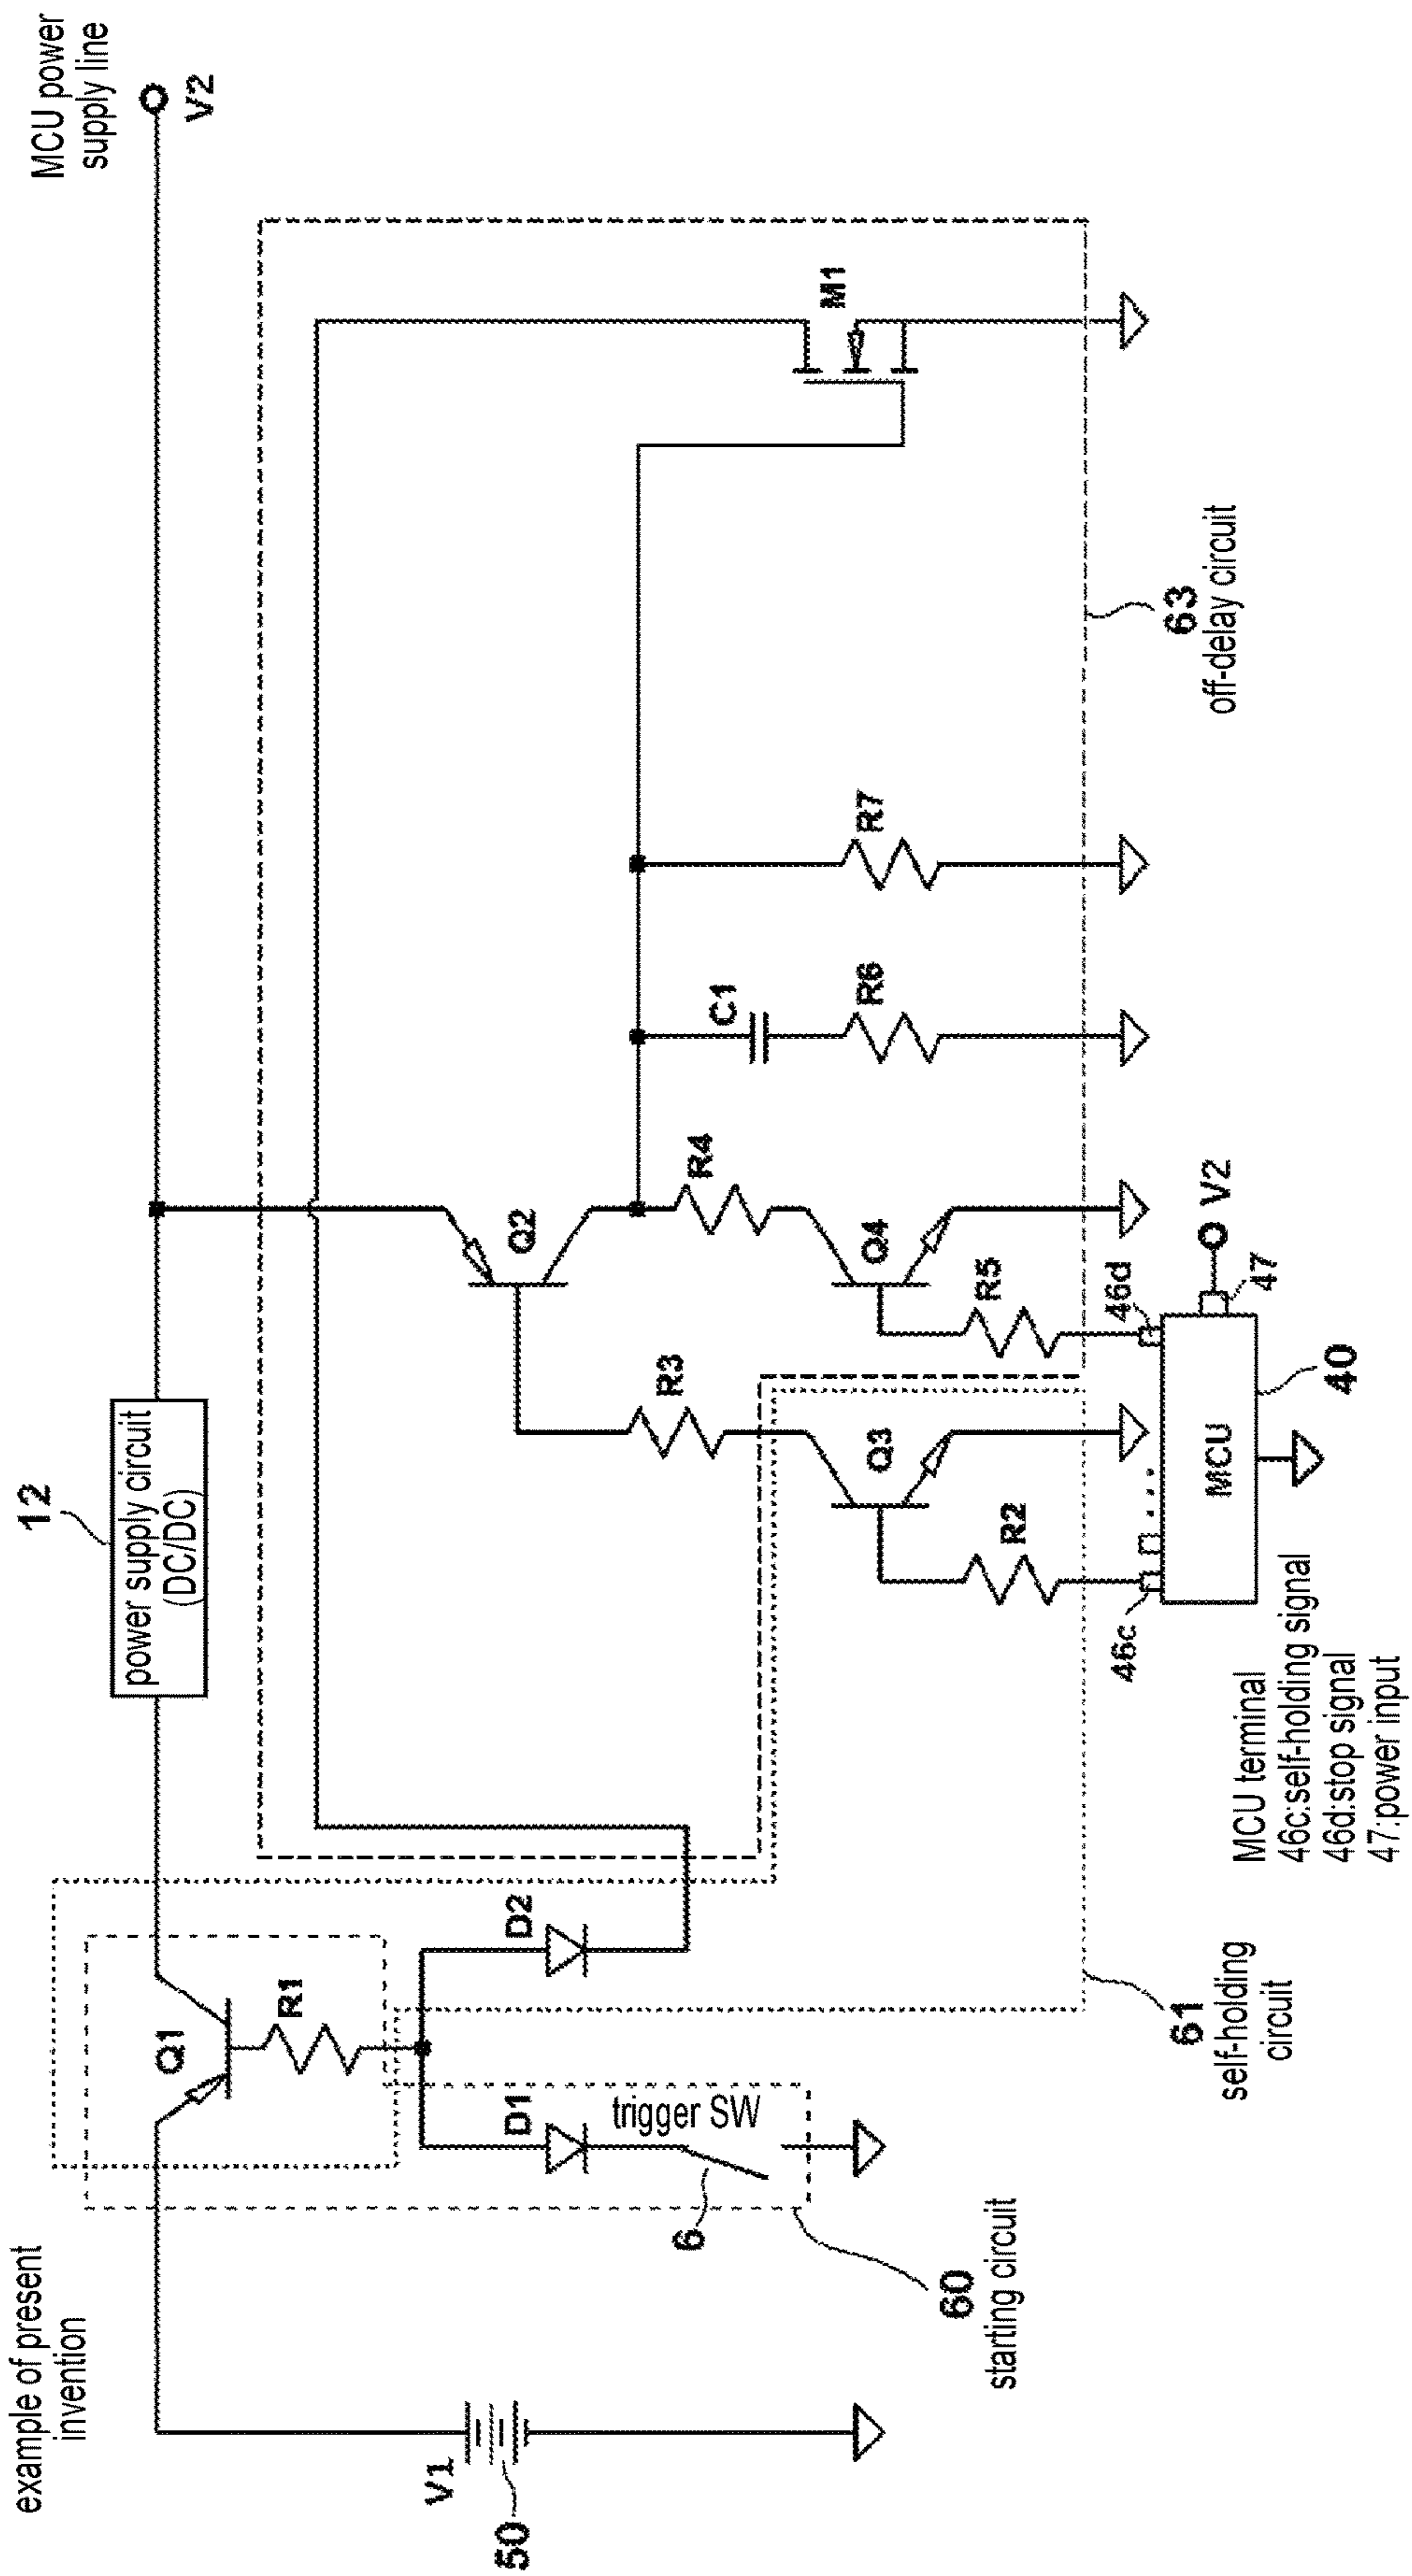 example of present
invention
MCU power
supply line
V2
12
power supply circuit
(DC/DC)
Q1
R1
D1
D2
trigger SW
6
V1
50
60
starting circuit
61
self-holding
circuit
Q2
R3
R4
Q3
Q4
R2
R5
C1
R6
R7
M1
63
off-delay circuit
46c
46d
...
MCU
V2
47
40
MCU terminal
46c:self-holding signal
46d:stop signal
47:power input